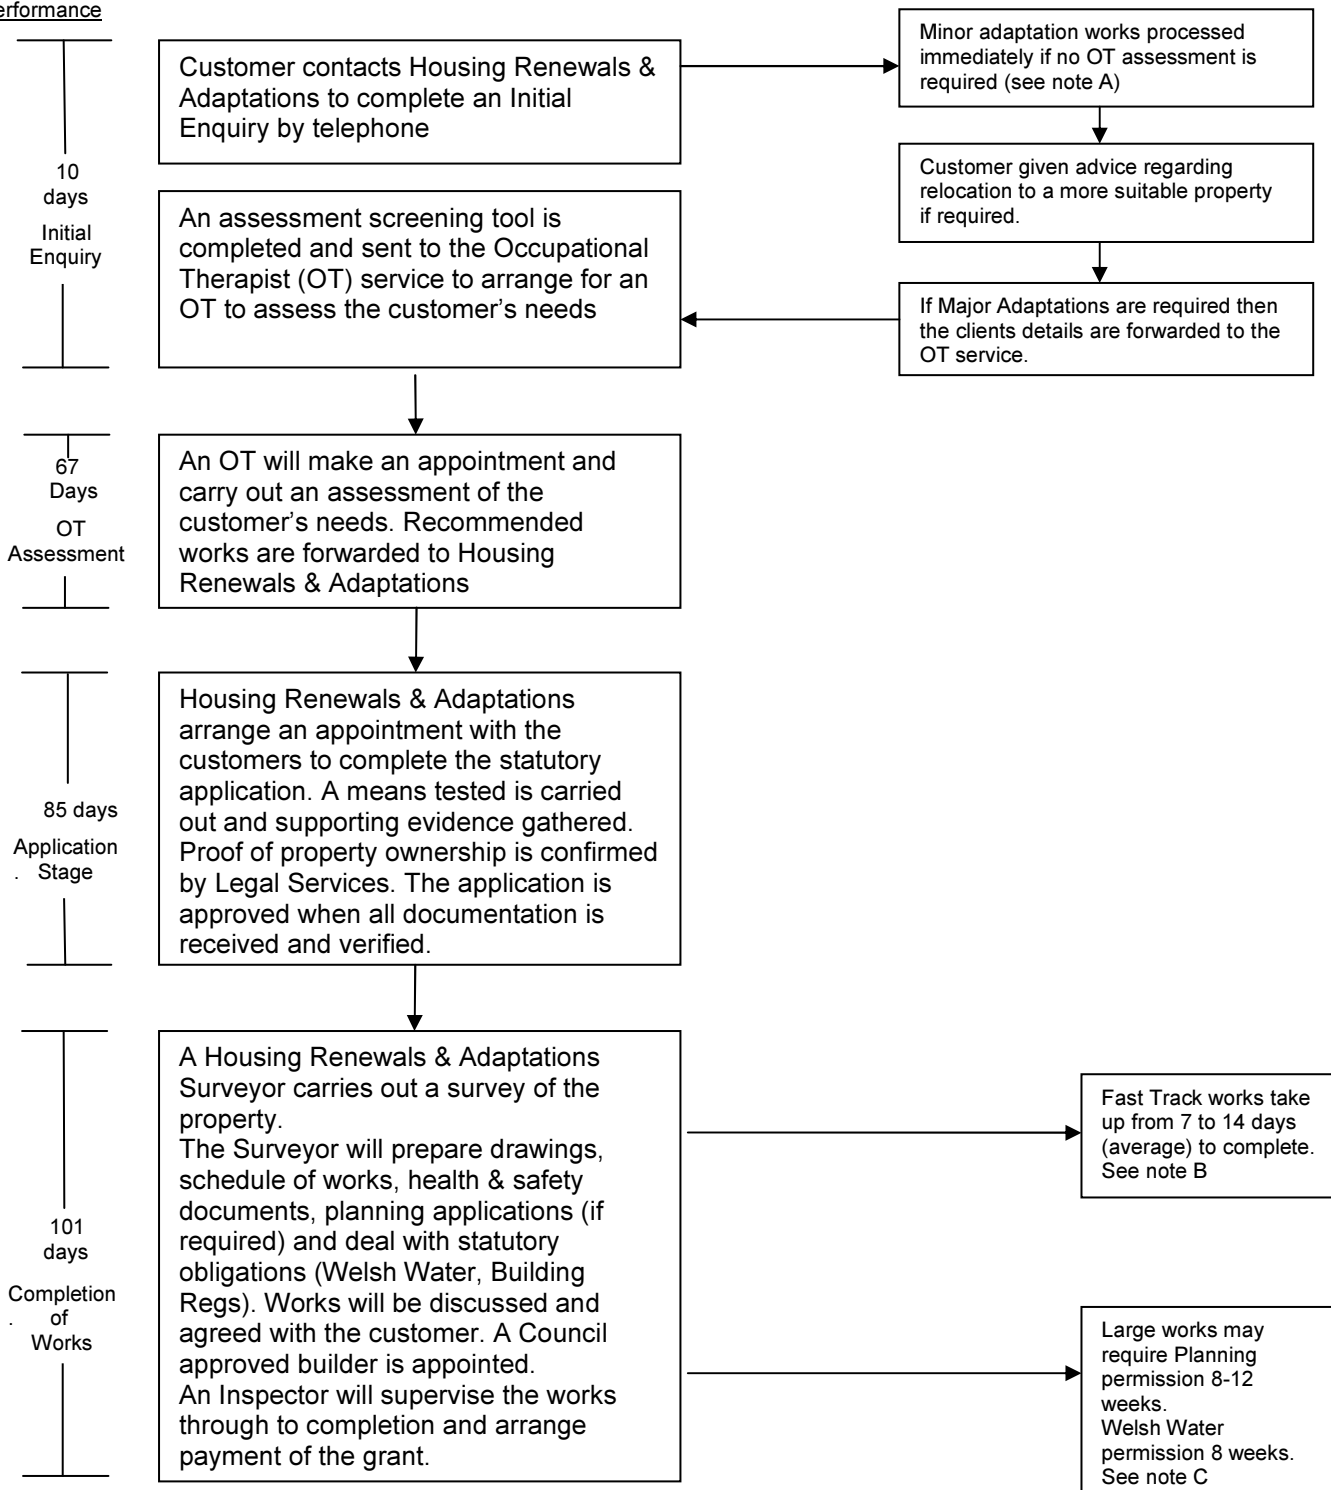 erformance
10
days
Initial
Enquiry
Customer contacts Housing Renewals &
Adaptations to complete an Initial
Enquiry by telephone
Minor adaptation works processed
immediately if no OT assessment is
required (see note A)
Customer given advice regarding
relocation to a more suitable property
if required.
If Major Adaptations are required then
the clients details are forwarded to the
OT service.
An assessment screening tool is
completed and sent to the Occupational
Therapist (OT) service to arrange for an
OT to assess the customer’s needs
67
Days
OT
Assessment
An OT will make an appointment and
carry out an assessment of the
customer’s needs. Recommended
works are forwarded to Housing
Renewals & Adaptations
85 days
Application
. Stage
Housing Renewals & Adaptations
arrange an appointment with the
customers to complete the statutory
application. A means tested is carried
out and supporting evidence gathered.
Proof of property ownership is confirmed
by Legal Services. The application is
approved when all documentation is
received and verified.
101
days
Completion
. of
Works
A Housing Renewals & Adaptations
Surveyor carries out a survey of the
property.
The Surveyor will prepare drawings,
schedule of works, health & safety
documents, planning applications (if
required) and deal with statutory
obligations (Welsh Water, Building
Regs). Works will be discussed and
agreed with the customer. A Council
approved builder is appointed.
An Inspector will supervise the works
through to completion and arrange
payment of the grant.
Fast Track works take
up from 7 to 14 days
(average) to complete.
See note B
Large works may
require Planning
permission 8-12
weeks.
Welsh Water
permission 8 weeks.
See note C